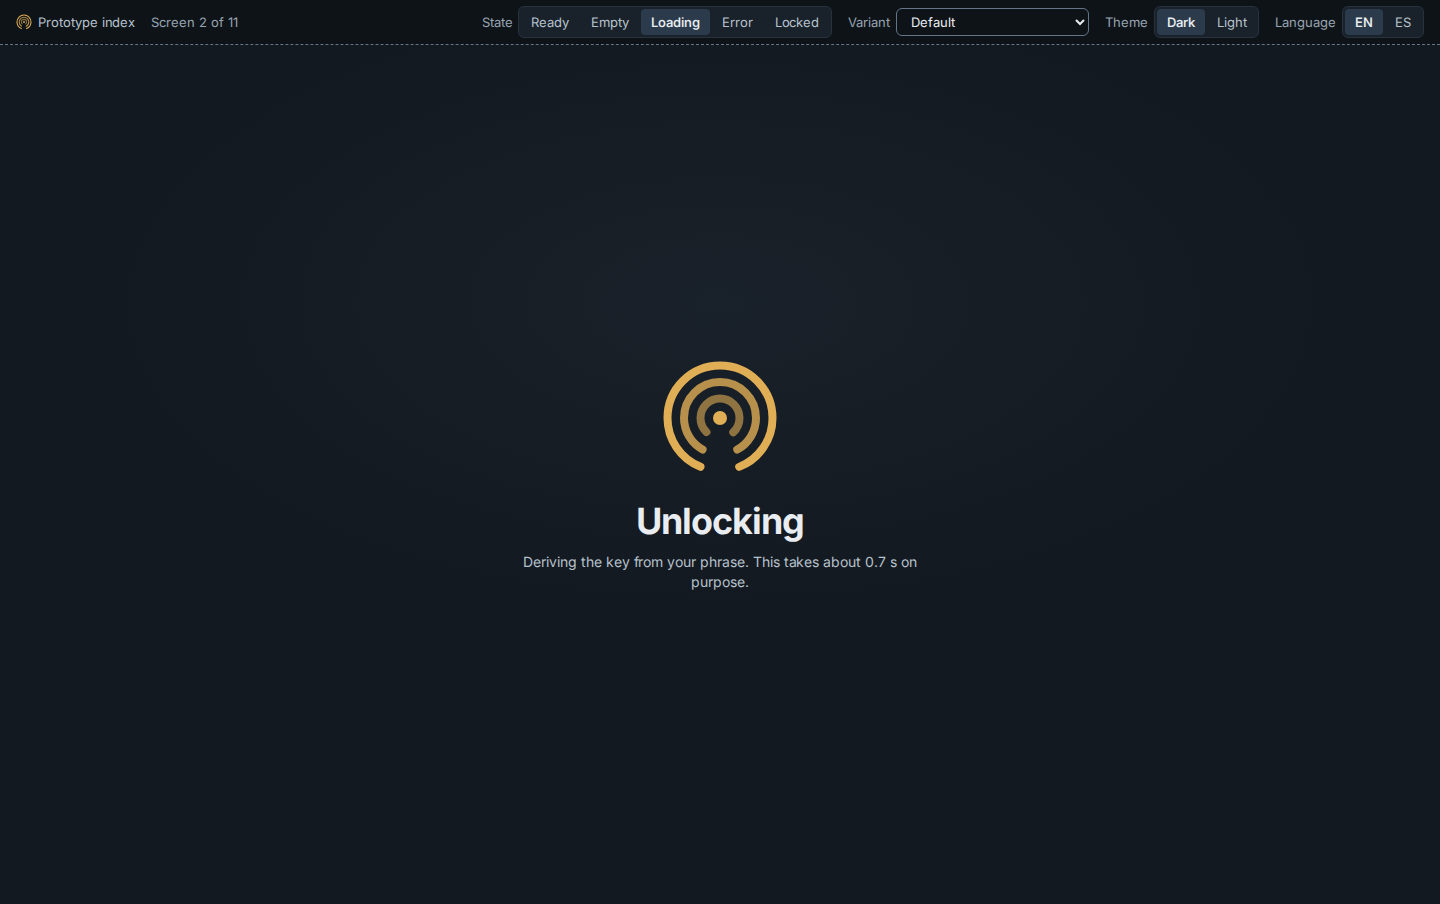 Prototype index Screen 2 of 11 State Ready Empty Loading Error Locked Variant Default Theme Dark Light Language EN ES
Unlocking
Deriving the key from your phrase. This takes about 0.7 s on
purpose.